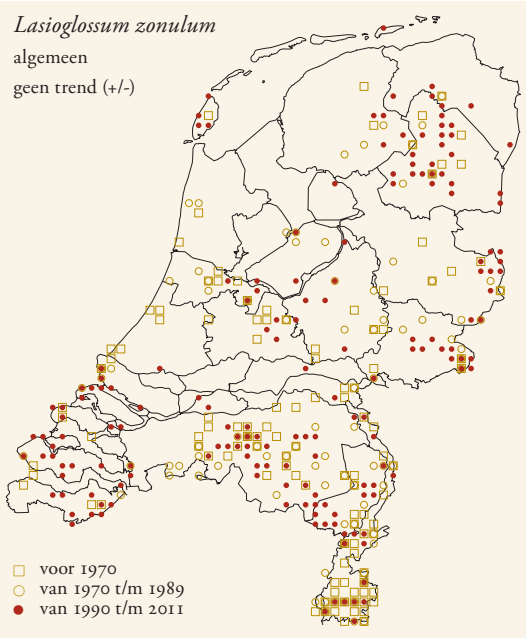 Lasioglossum zonulum
algemeen
geen trend (+/-)
voor 1970
van 1970 t/m 1989
van 1990 t/m 2011